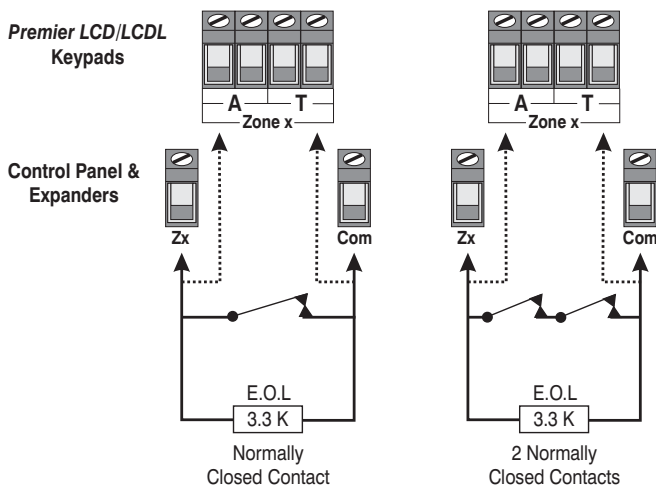 Premier LCD/LCDL
Keypads
A T
Zone x
A T
Zone x
Control Panel &
Expanders
Zx Com
Zx Com
E.O.L
3.3 K
Normally
Closed Contact
E.O.L
3.3 K
2 Normally
Closed Contacts